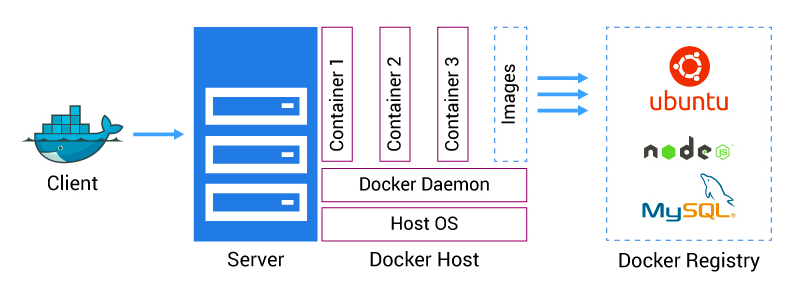 Client
Server
Container 1
Container 2
Container 3
Images
Docker Daemon
Host OS
Docker Host
ubuntu
node
JS
MySQL®
Docker Registry